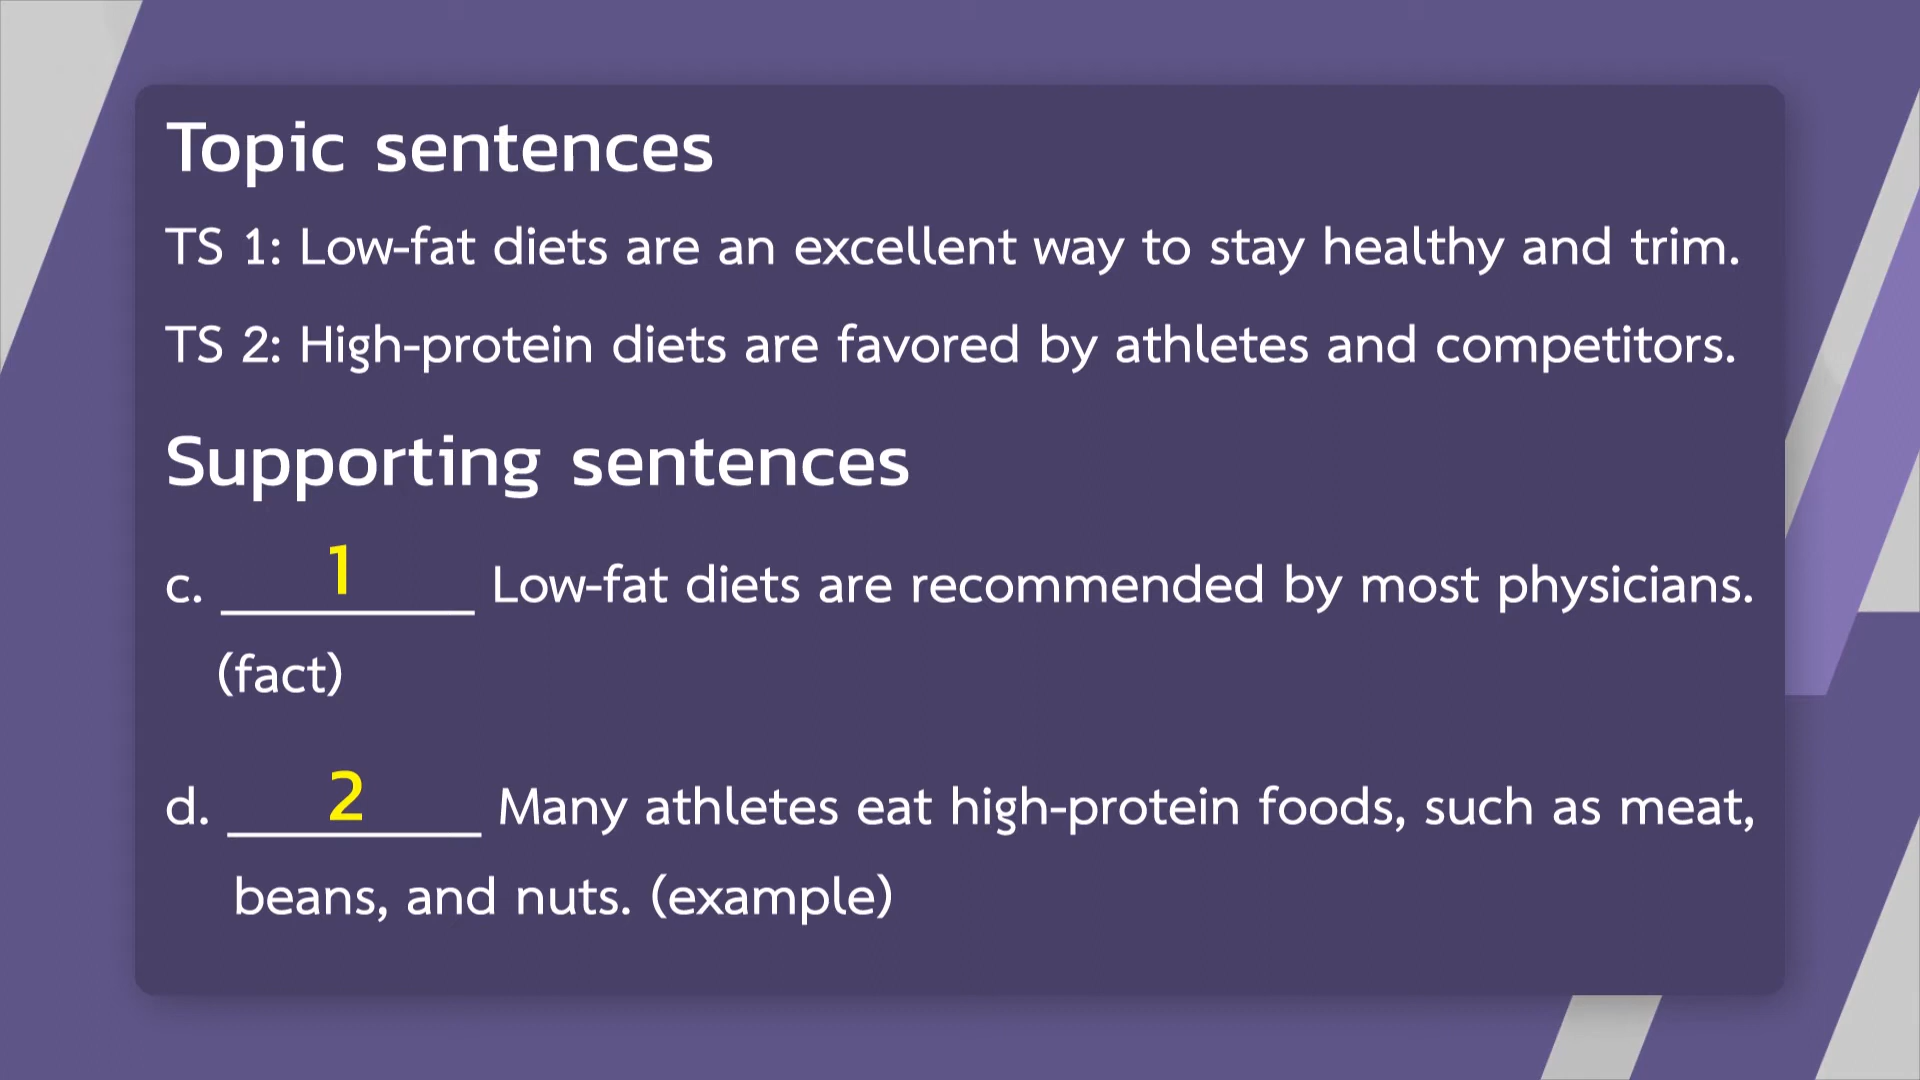 Topic sentences
TS 1: Low-fat diets are an excellent way to stay healthy and trim.
TS 2: High-protein diets are favored by athletes and competitors.
Supporting sentences
c. ____1____ Low-fat diets are recommended by most physicians.
(fact)
d. ____2____ Many athletes eat high-protein foods, such as meat,
beans, and nuts. (example)